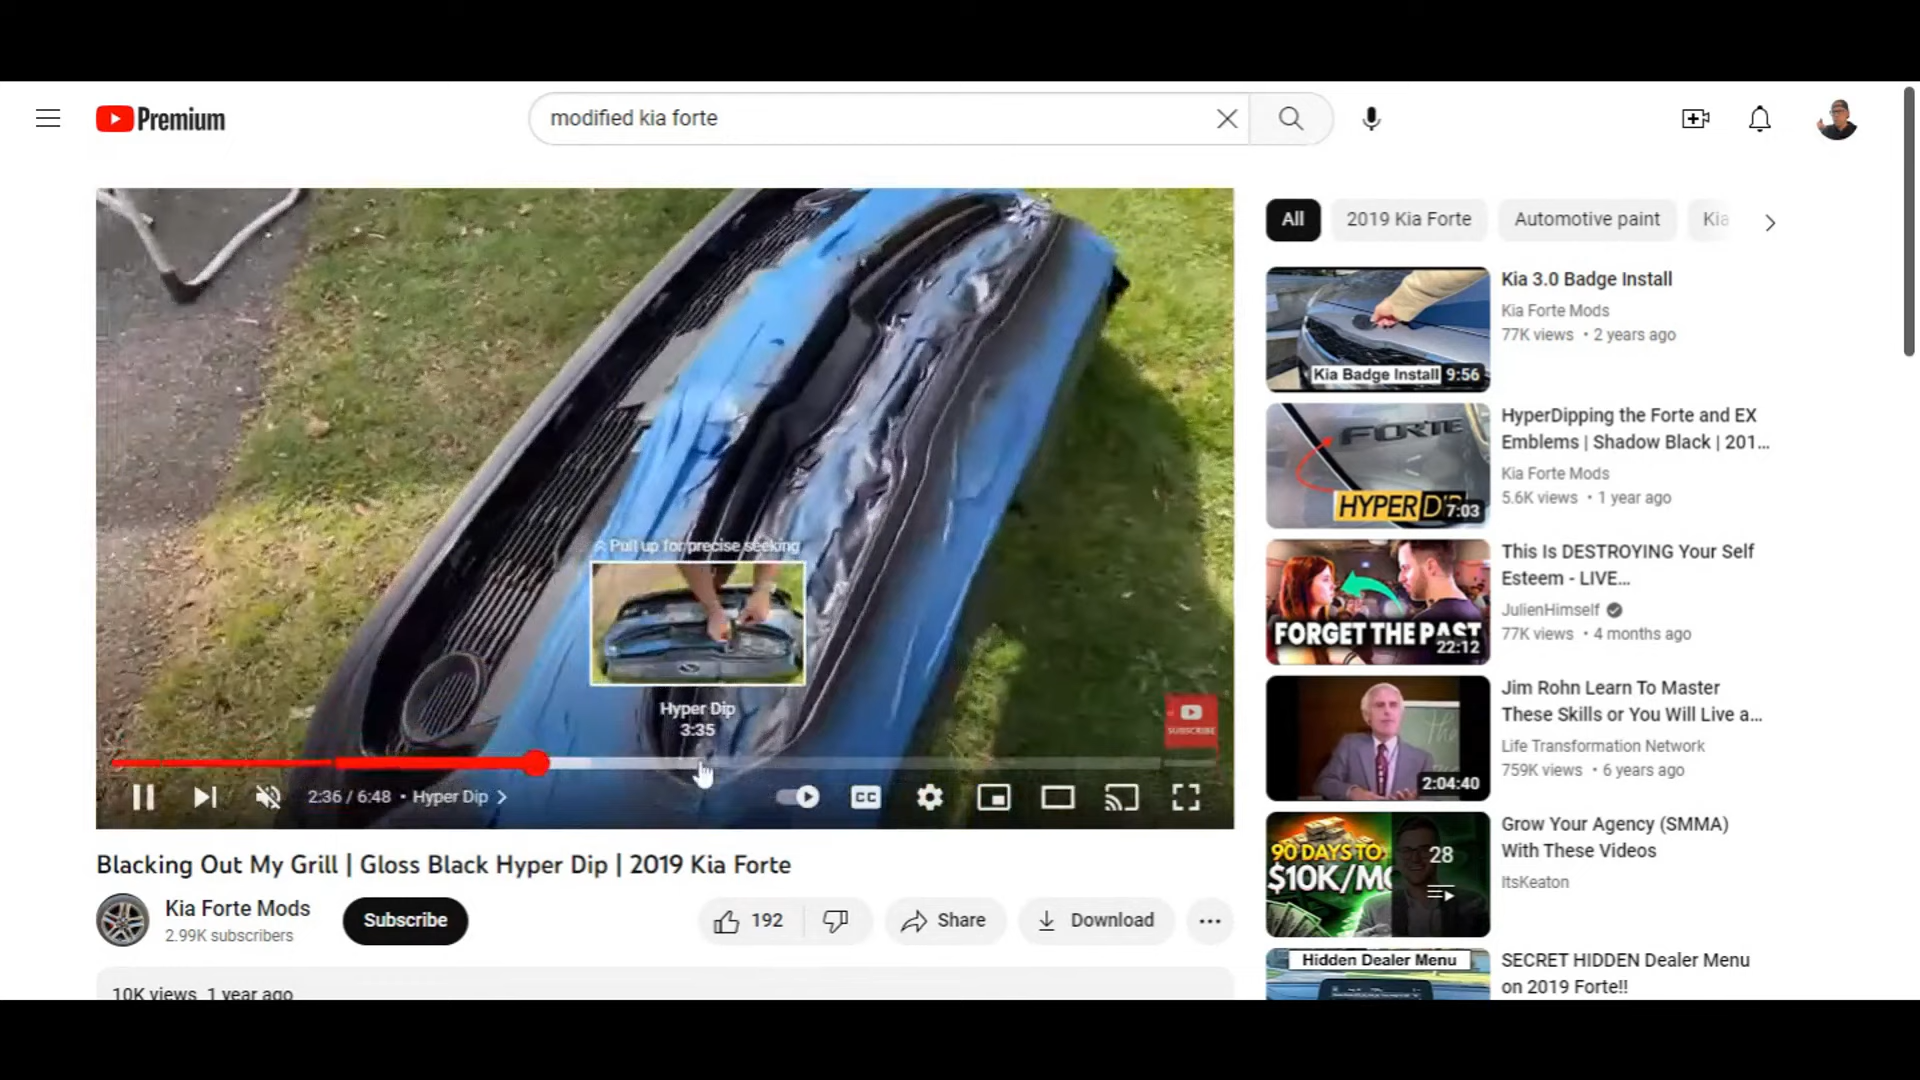 Premium
modified kia forte
Pull up for precise seeking
Hyper Dip
3:35
SUBSCRIBE
2:36 / 6:48 • Hyper Dip
CC
Blacking Out My Grill | Gloss Black Hyper Dip | 2019 Kia Forte
Kia Forte Mods
2.99K subscribers
Subscribe
192
Share
Download
10K views 1 year ago
All
2019 Kia Forte
Automotive paint
Kia
Kia Badge Install 9:56
Kia 3.0 Badge Install
Kia Forte Mods
77K views • 2 years ago
FORTE
HYPER DIP
7:03
HyperDipping the Forte and EX
Emblems | Shadow Black | 201...
Kia Forte Mods
5.6K views • 1 year ago
FORGET THE PAST
22:12
This Is DESTROYING Your Self
Esteem - LIVE...
JulienHimself
77K views • 4 months ago
The
2:04:40
Jim Rohn Learn To Master
These Skills or You Will Live a...
Life Transformation Network
759K views • 6 years ago
90 DAYS TO
$10K/MO
28
Grow Your Agency (SMMA)
With These Videos
ItsKeaton
Hidden Dealer Menu
SECRET HIDDEN Dealer Menu
on 2019 Forte!!